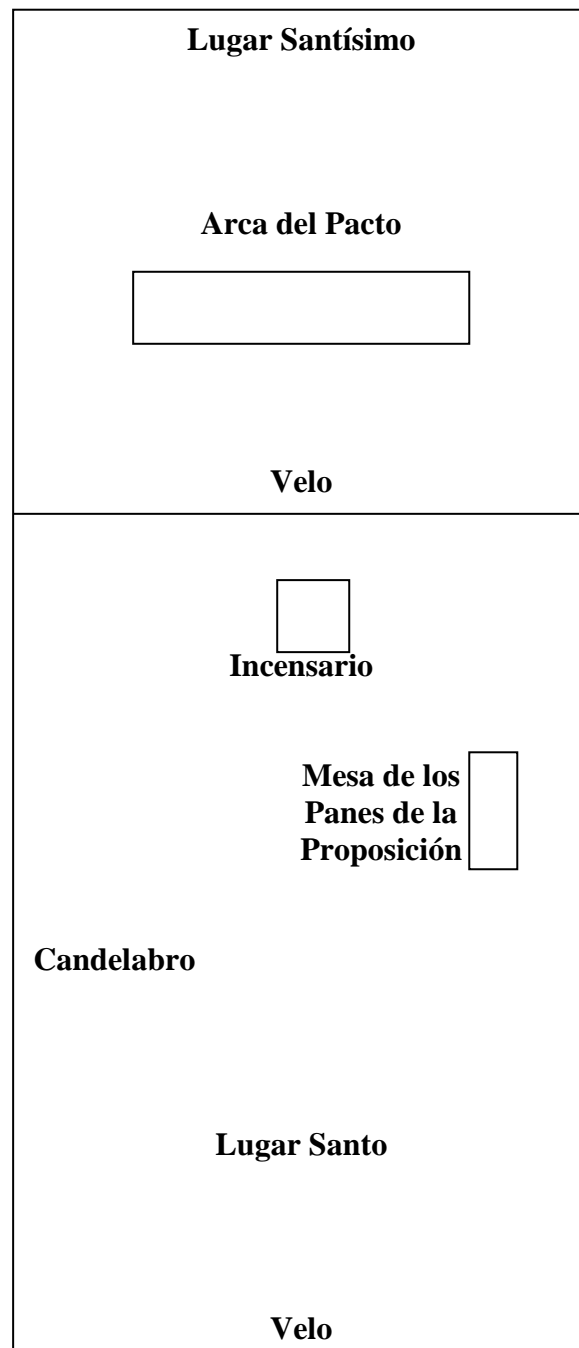 Lugar Santísimo
Arca del Pacto
Velo
Incensario
Mesa de los
Panes de la
Proposición
Candelabro
Lugar Santo
Velo